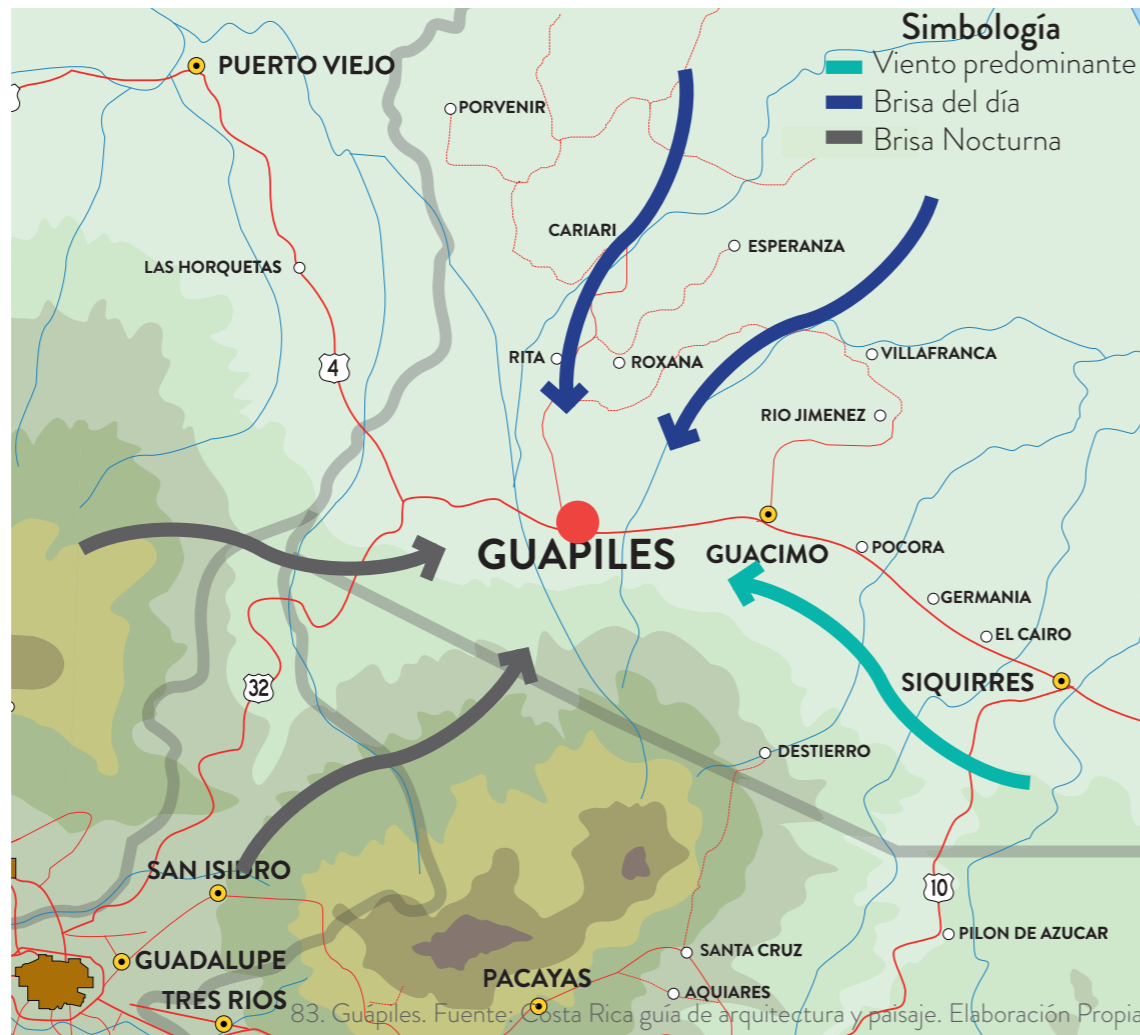 Simbología
Viento predominante
Brisa del día
Brisa Nocturna
PUERTO VIEJO
PORVENIR
CARIARI
ESPERANZA
LAS HORQUETAS
RITA
ROXANA
VILLAFRANCA
4
RIO JIMENEZ
GUAPILES
GUACIMO
POCORA
GERMANIA
EL CAIRO
32
SIQUIRRES
DESTIERRO
SAN ISIDRO
10
PILON DE AZUCAR
SANTA CRUZ
GUADALUPE
PACAYAS
AQUIARES
TRES RIOS
83. Guápiles. Fuente: Costa Rica guía de arquitectura y paisaje. Elaboración Propia